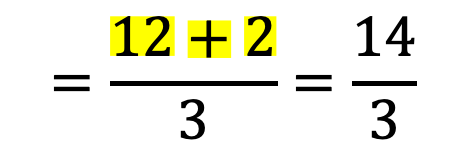 = 12 + 2 / 3 = 14 / 3